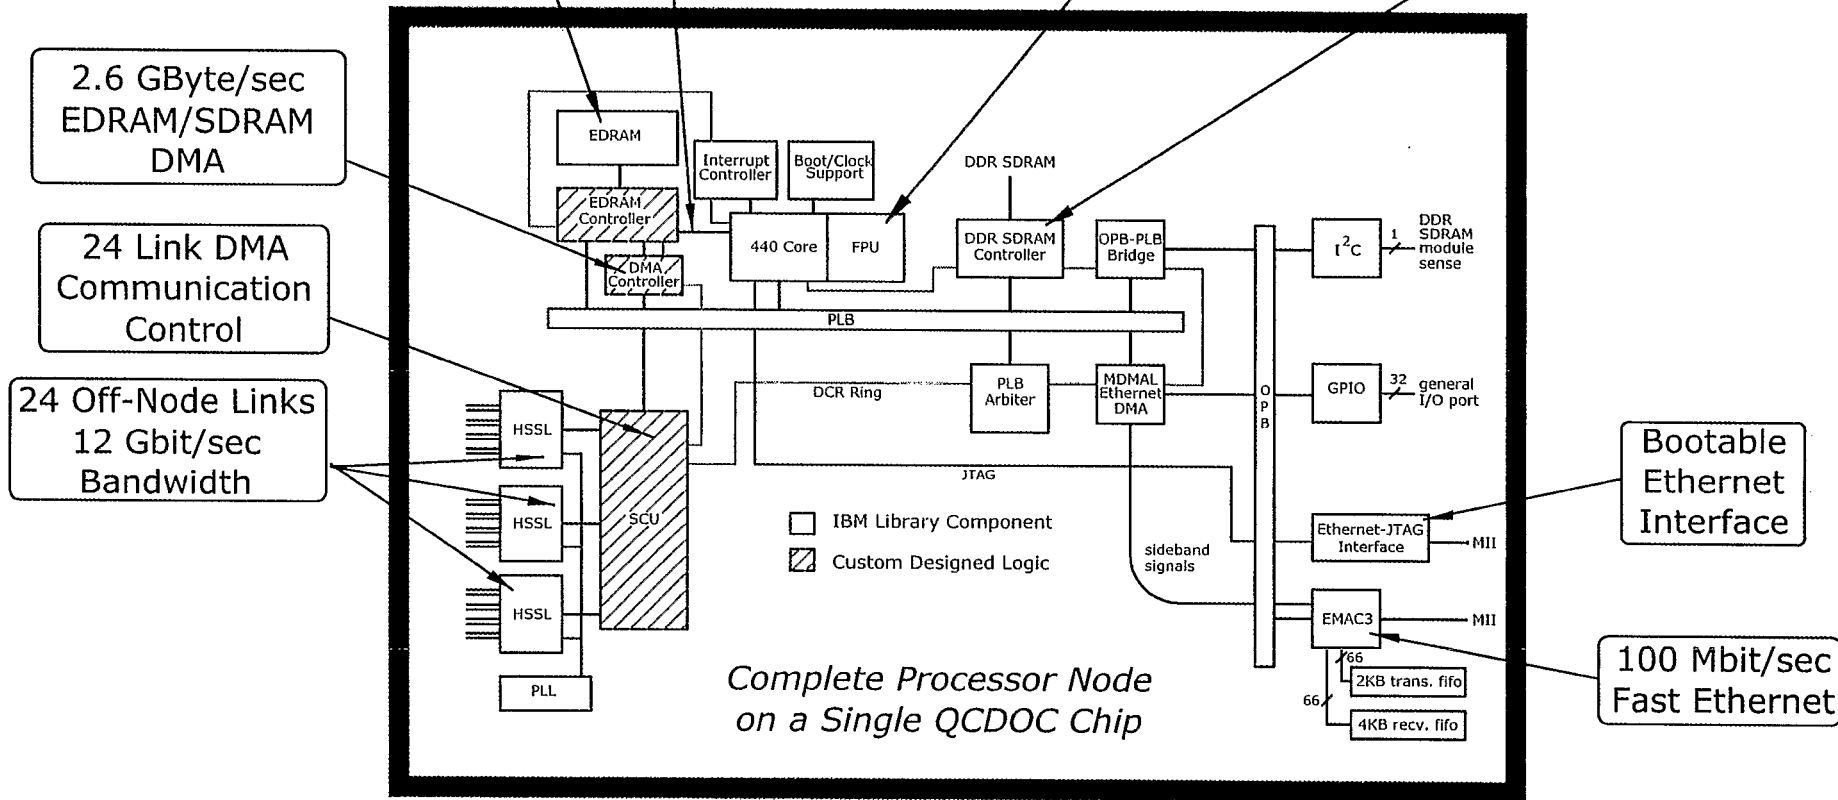 2.6 GByte/sec
EDRAM/SDRAM
DMA
24 Link DMA
Communication
Control
24 Off-Node Links
12 Gbit/sec
Bandwidth
EDRAM
EDRAM
Controller
DMA
Controller
Interrupt
Controller
Boot/Clock
Support
440 Core
FPU
DDR SDRAM
DDR SDRAM
Controller
OPB-PLB
Bridge
PLB
PLB
Arbiter
MDMAL
Ethernet
DMA
DCR Ring
JTAG
HSSL
HSSL
HSSL
SCU
PLL
IBM Library Component
Custom Designed Logic
sideband
signals
OPB
I²C
1
DDR
SDRAM
module
sense
GPIO
32
general
I/O port
Ethernet-JTAG
Interface
MII
EMAC3
MII
66
2KB trans. fifo
66
4KB recv. fifo
Complete Processor Node
on a Single QCDOC Chip
Bootable
Ethernet
Interface
100 Mbit/sec
Fast Ethernet